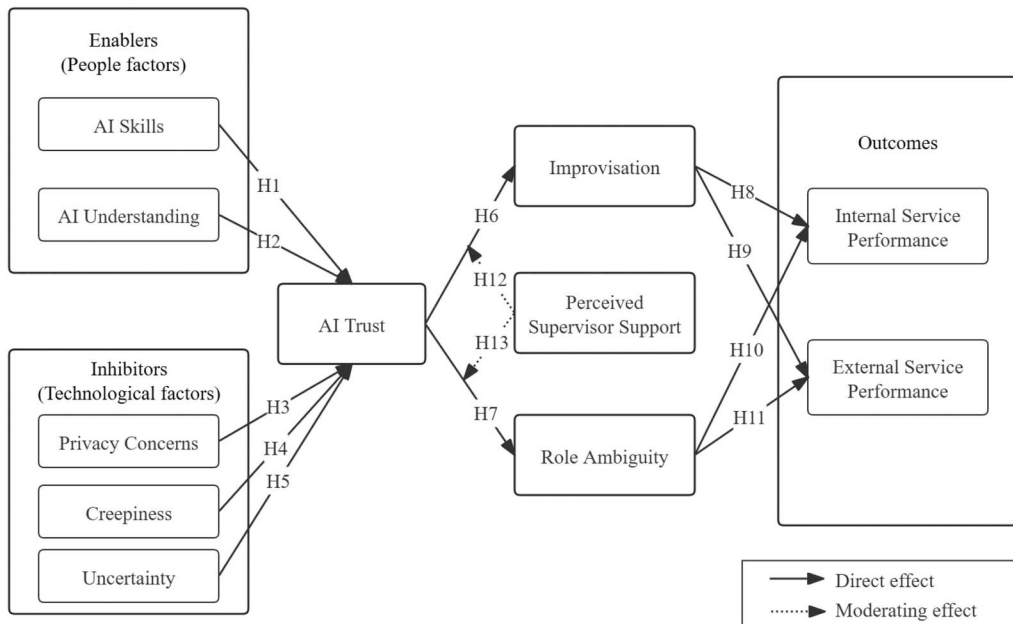 Enablers
(People factors)
AI Skills
AI Understanding
H1
H2
Inhibitors
(Technological factors)
Privacy Concerns
Creepiness
Uncertainty
H3
H4
H5
AI Trust
H6
H12
H13
H7
Improvisation
Perceived
Supervisor Support
Role Ambiguity
H8
H9
H10
H11
Outcomes
Internal Service
Performance
External Service
Performance
Direct effect
Moderating effect